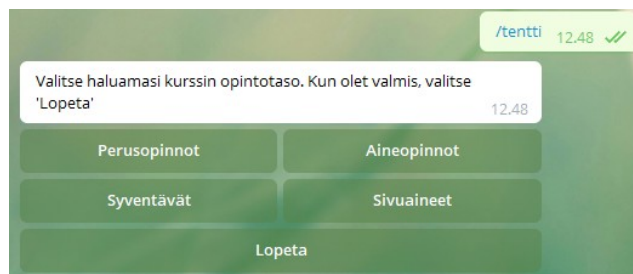 /tentti 12.48
Valitse haluamasi kurssin opintotaso. Kun olet valmis, valitse
'Lopeta'
12.48
Perusopinnot Aineopinnot
Syventävät Sivuaineet
Lopeta